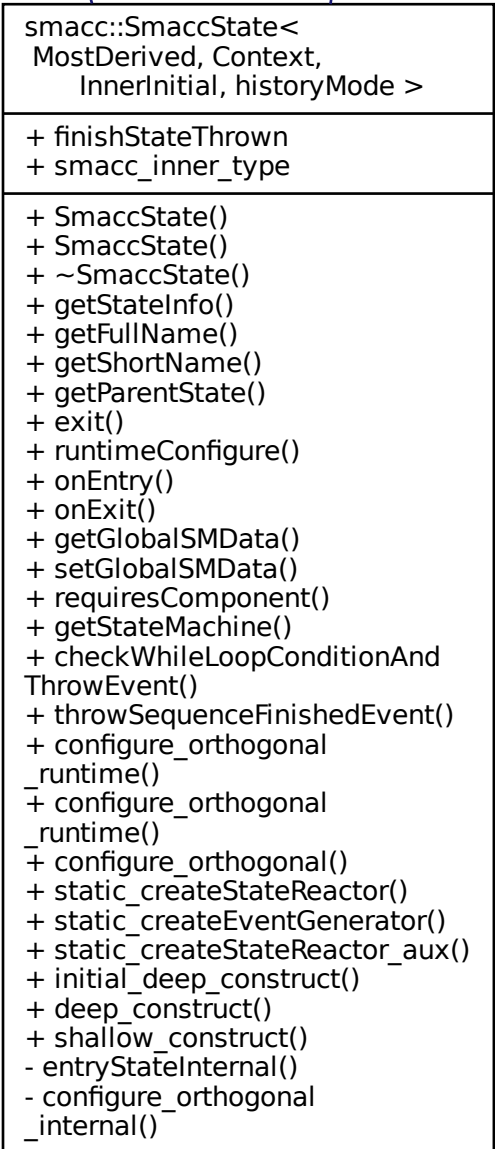 smacc::SmaccState<
MostDerived, Context,
InnerInitial, historyMode >
+ finishStateThrown
+ smacc_inner_type
+ SmaccState()
+ SmaccState()
+ ~SmaccState()
+ getStateInfo()
+ getFullName()
+ getShortName()
+ getParentState()
+ exit()
+ runtimeConfigure()
+ onEntry()
+ onExit()
+ getGlobalSMData()
+ setGlobalSMData()
+ requiresComponent()
+ getStateMachine()
+ checkWhileLoopConditionAnd
ThrowEvent()
+ throwSequenceFinishedEvent()
+ configure_orthogonal
_runtime()
+ configure_orthogonal
_runtime()
+ configure_orthogonal()
+ static_createStateReactor()
+ static_createEventGenerator()
+ static_createStateReactor_aux()
+ initial_deep_construct()
+ deep_construct()
+ shallow_construct()
- entryStateInternal()
- configure_orthogonal
_internal()